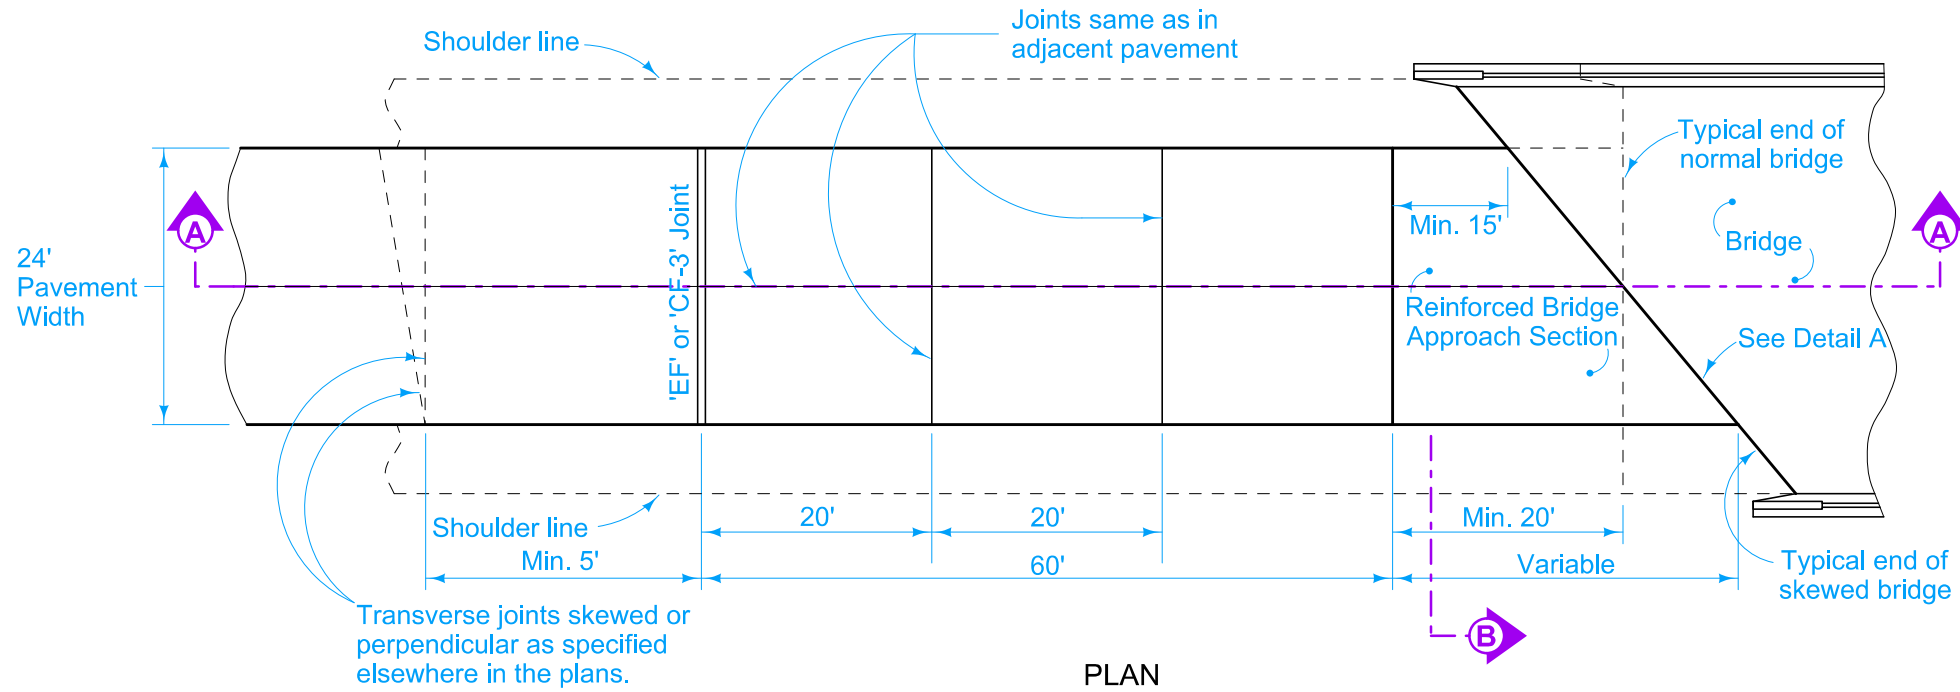 Joints same as in
adjacent pavement
Shoulder line
Typical end of
normal bridge
24'
Pavement
Width
A
'EF' or 'CF-3' Joint
Min. 15'
Bridge
A
Reinforced Bridge
Approach Section
See Detail A
Shoulder line
20'
20'
Min. 20'
Min. 5'
60'
Variable
Typical end of
skewed bridge
Transverse joints skewed or
perpendicular as specified
elsewhere in the plans.
B
PLAN